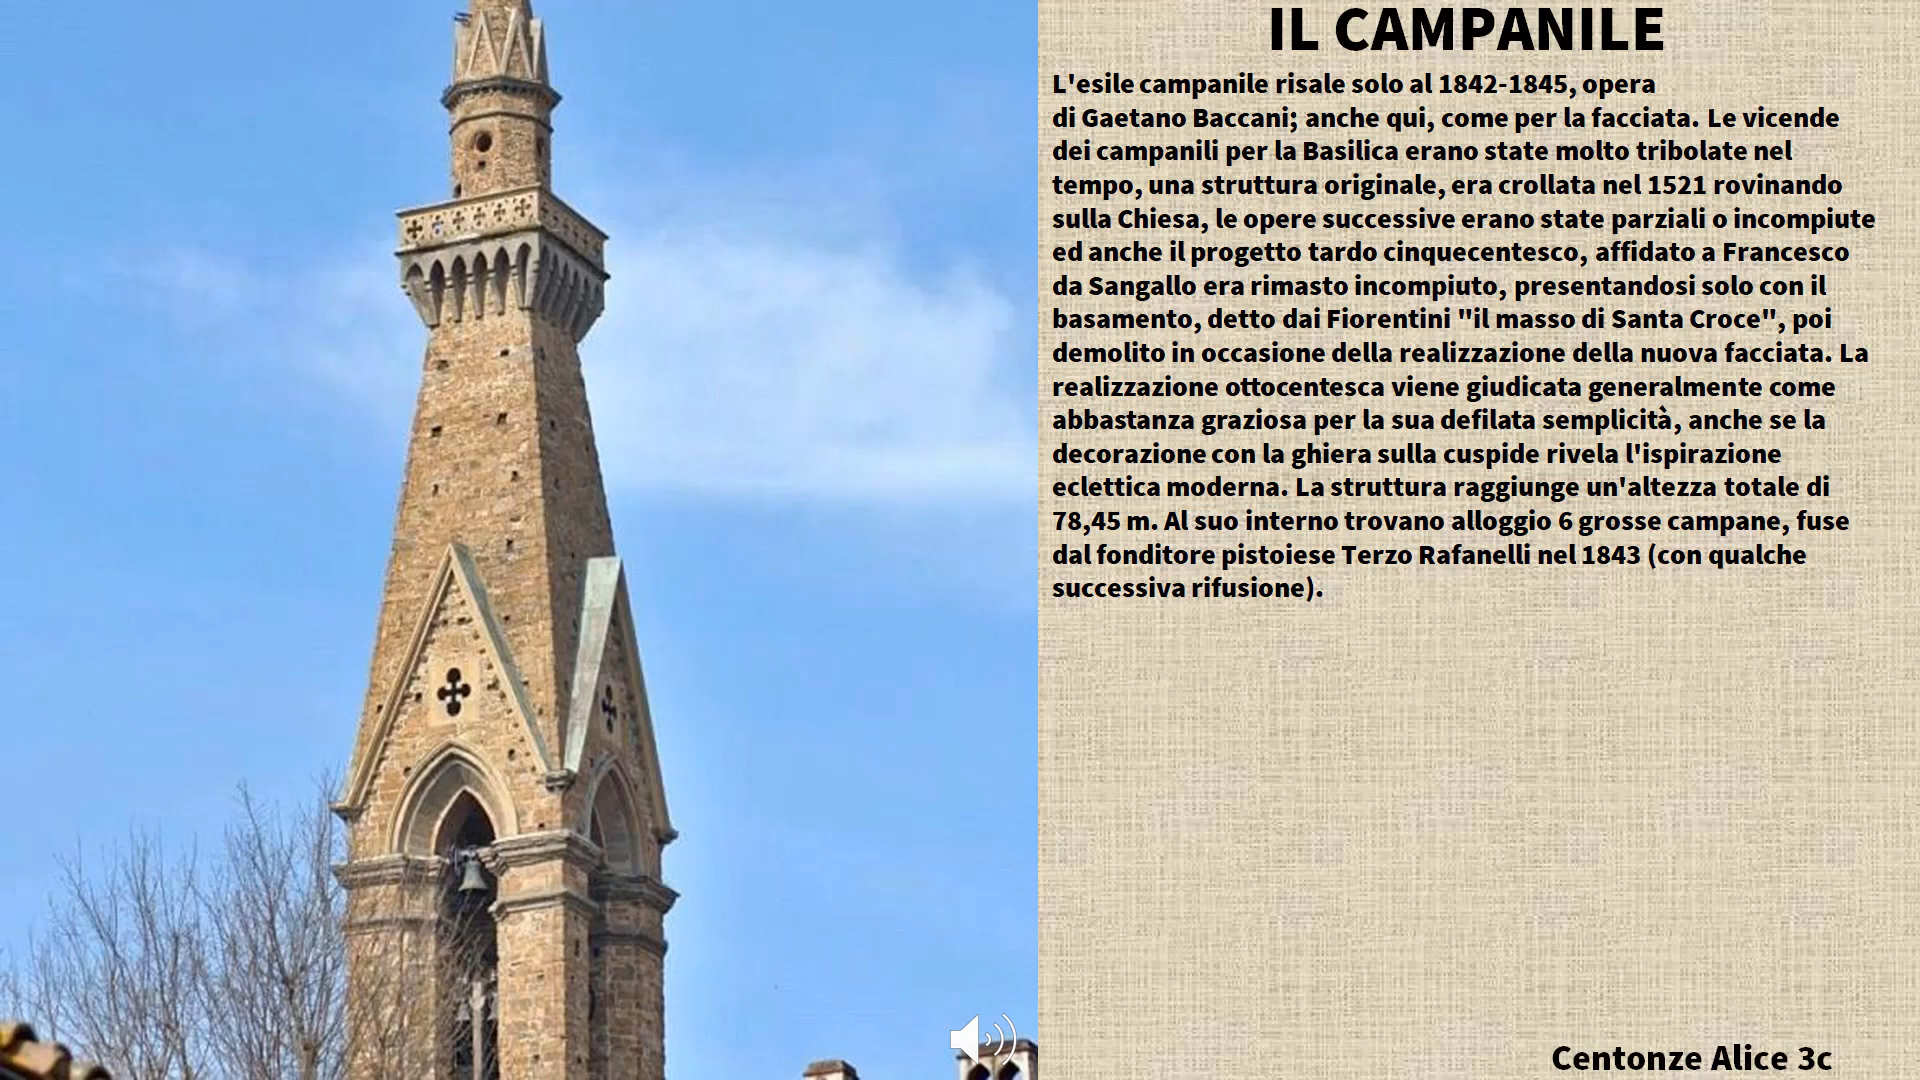 IL CAMPANILE
L'esile campanile risale solo al 1842-1845, opera
di Gaetano Baccani; anche qui, come per la facciata. Le vicende
dei campanili per la Basilica erano state molto tribolate nel
tempo, una struttura originale, era crollata nel 1521 rovinando
sulla Chiesa, le opere successive erano state parziali o incompiute
ed anche il progetto tardo cinquecentesco, affidato a Francesco
da Sangallo era rimasto incompiuto, presentandosi solo con il
basamento, detto dai Fiorentini "il masso di Santa Croce", poi
demolito in occasione della realizzazione della nuova facciata. La
realizzazione ottocentesca viene giudicata generalmente come
abbastanza graziosa per la sua defilata semplicità, anche se la
decorazione con la ghiera sulla cuspide rivela l'ispirazione
eclettica moderna. La struttura raggiunge un'altezza totale di
78,45 m. Al suo interno trovano alloggio 6 grosse campane, fuse
dal fonditore pistoiese Terzo Rafanelli nel 1843 (con qualche
successiva rifusione).
Centonze Alice 3c